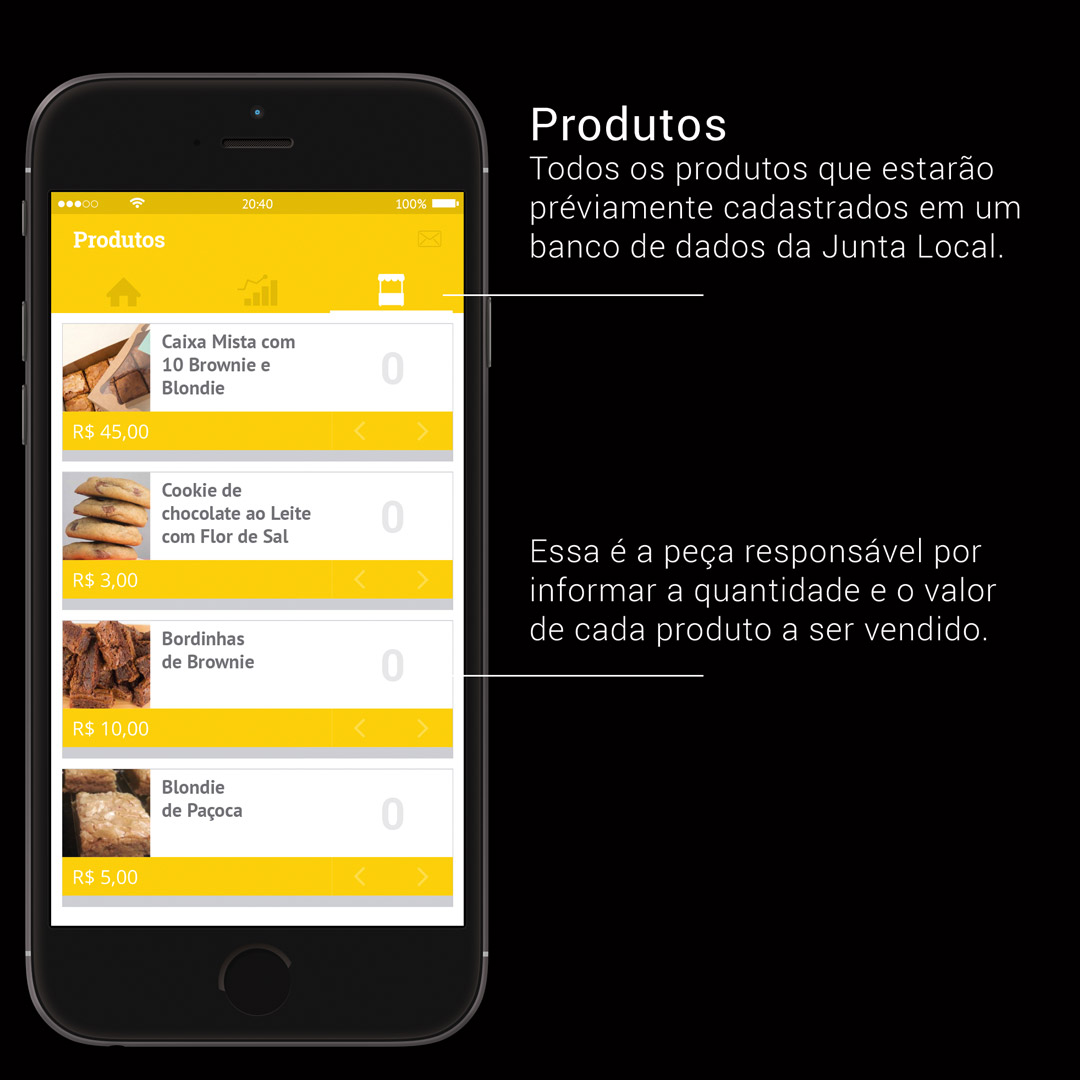 20:40
100%
Produtos
Caixa Mista com
10 Brownie e
Blondie
0
R$ 45,00
Cookie de
chocolate ao Leite
com Flor de Sal
0
R$ 3,00
Bordinhas
de Brownie
0
R$ 10,00
Blondie
de Paçoca
0
R$ 5,00
Produtos
Todos os produtos que estarão
préviamente cadastrados em um
banco de dados da Junta Local.
Essa é a peça responsável por
informar a quantidade e o valor
de cada produto a ser vendido.